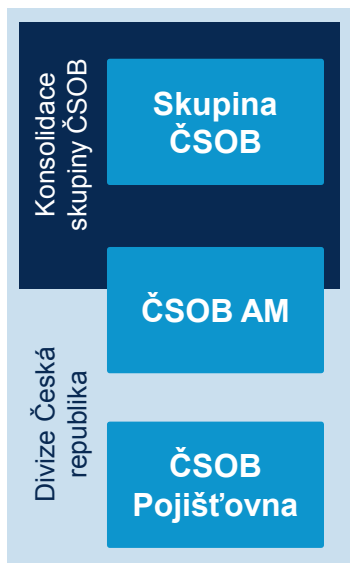 Konsolidace
skupiny ČSOB
Skupina
ČSOB
ČSOB AM
Divize Česká
republika
ČSOB
Pojišťovna